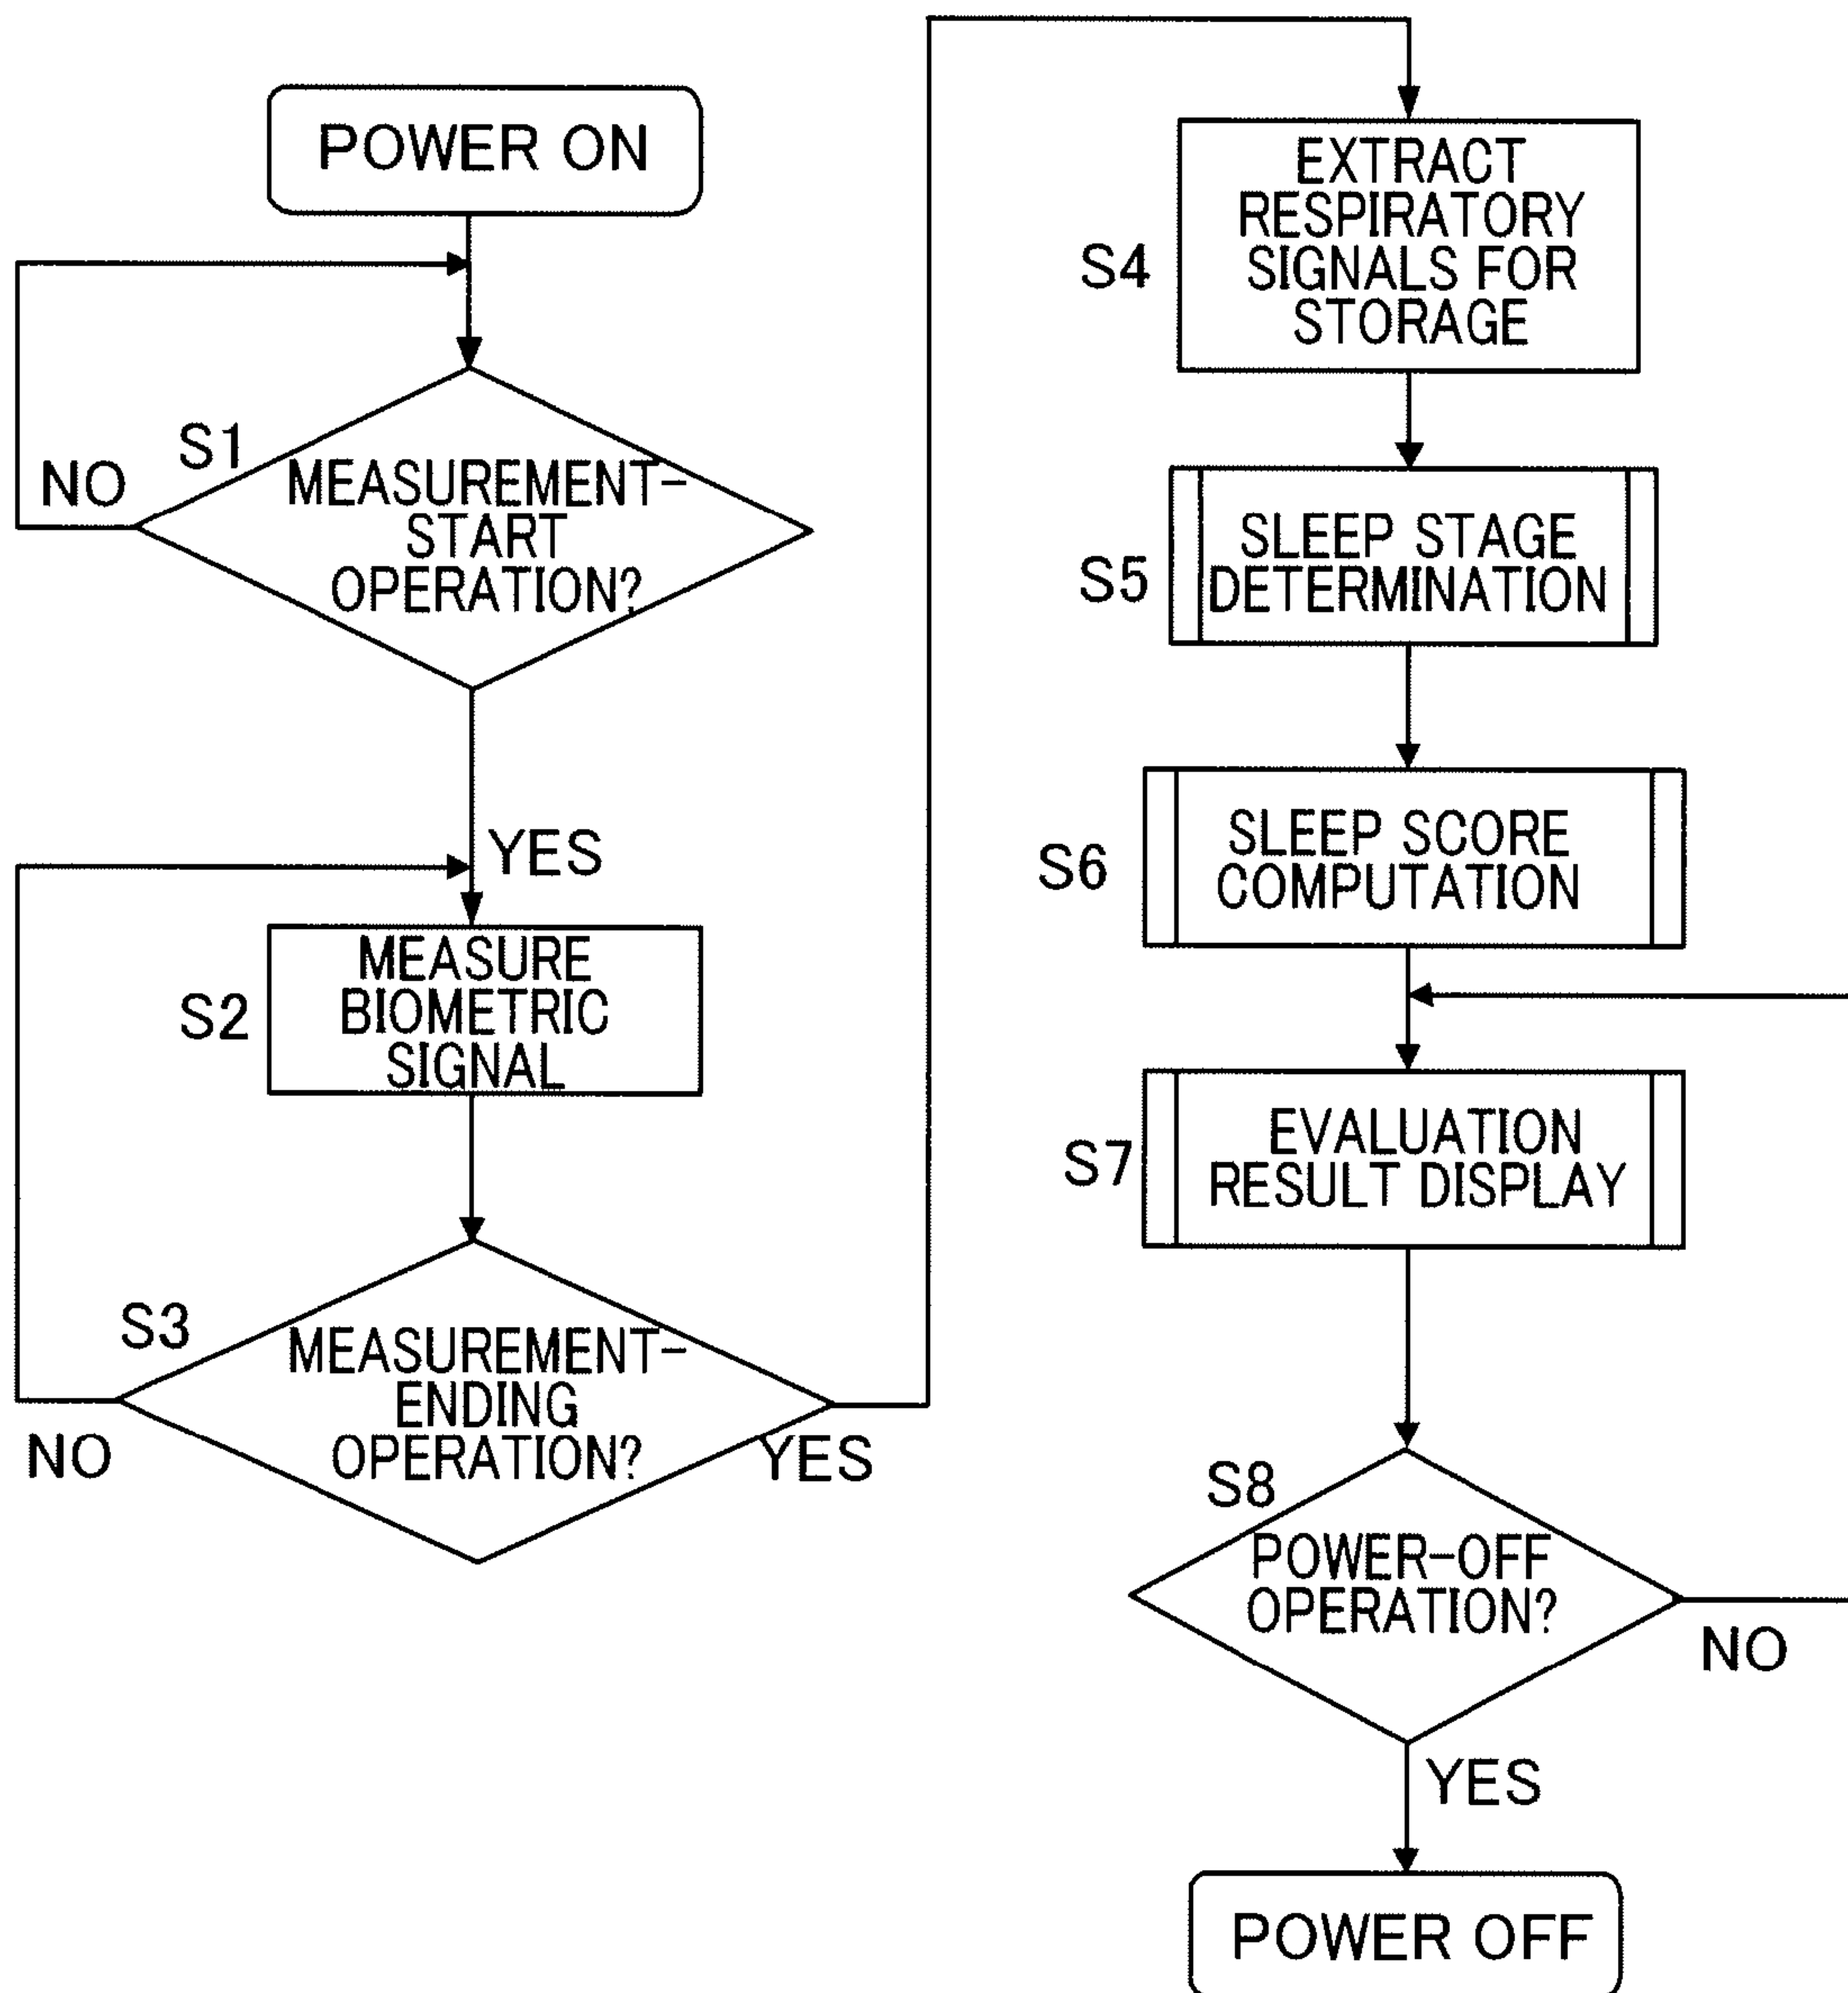 POWER ON
S1
NO
MEASUREMENT-
START
OPERATION?
YES
S2
MEASURE
BIOMETRIC
SIGNAL
S3
MEASUREMENT-
ENDING
OPERATION?
NO
YES
S4
EXTRACT
RESPIRATORY
SIGNALS FOR
STORAGE
S5
SLEEP STAGE
DETERMINATION
S6
SLEEP SCORE
COMPUTATION
S7
EVALUATION
RESULT DISPLAY
S8
POWER-OFF
OPERATION?
NO
YES
POWER OFF